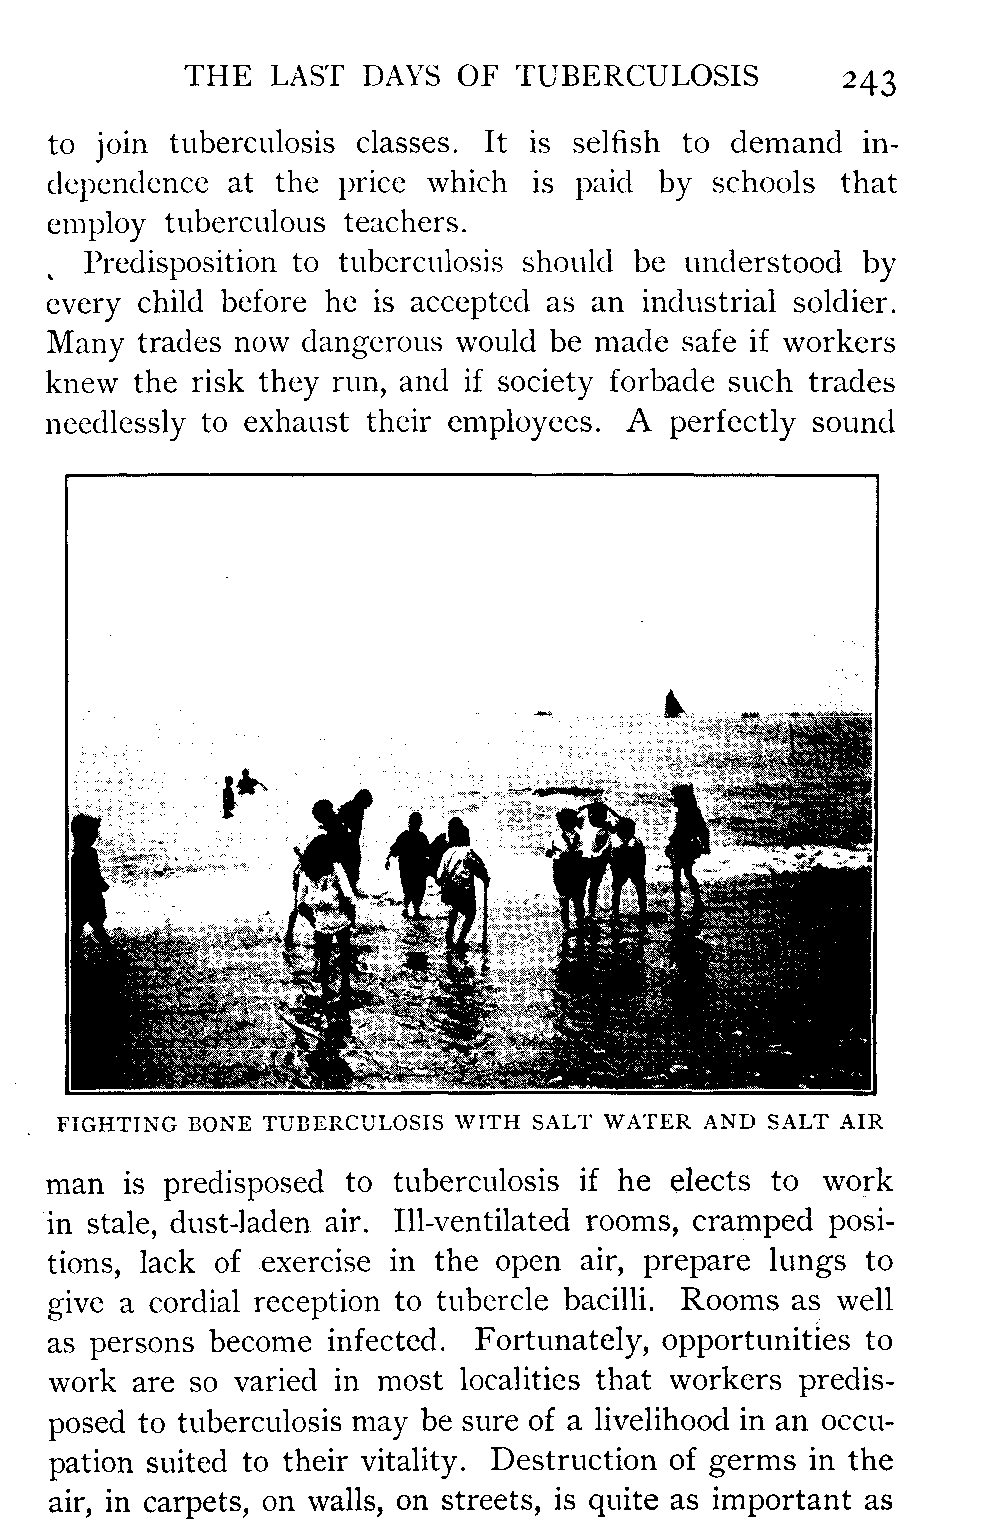 THE LAST DAYS OF TUBERCULOSIS 243
to join tuberculosis classes. It is selfish to demand in-
dependence at the price which is paid by schools that
employ tuberculous teachers.
Predisposition to tuberculosis should be understood by
every child before he is accepted as an industrial soldier.
Many trades now dangerous would be made safe if workers
knew the risk they run, and if society forbade such trades
needlessly to exhaust their employees. A perfectly sound
FIGHTING BONE TUBERCULOSIS WITH SALT WATER AND SALT AIR
man is predisposed to tuberculosis if he elects to work
in stale, dust-laden air. Ill-ventilated rooms, cramped posi-
tions, lack of exercise in the open air, prepare lungs to
give a cordial reception to tubercle bacilli. Rooms as well
as persons become infected. Fortunately, opportunities to
work are so varied in most localities that workers predis-
posed to tuberculosis may be sure of a livelihood in an occu-
pation suited to their vitality. Destruction of germs in the
air, in carpets, on walls, on streets, is quite as important as